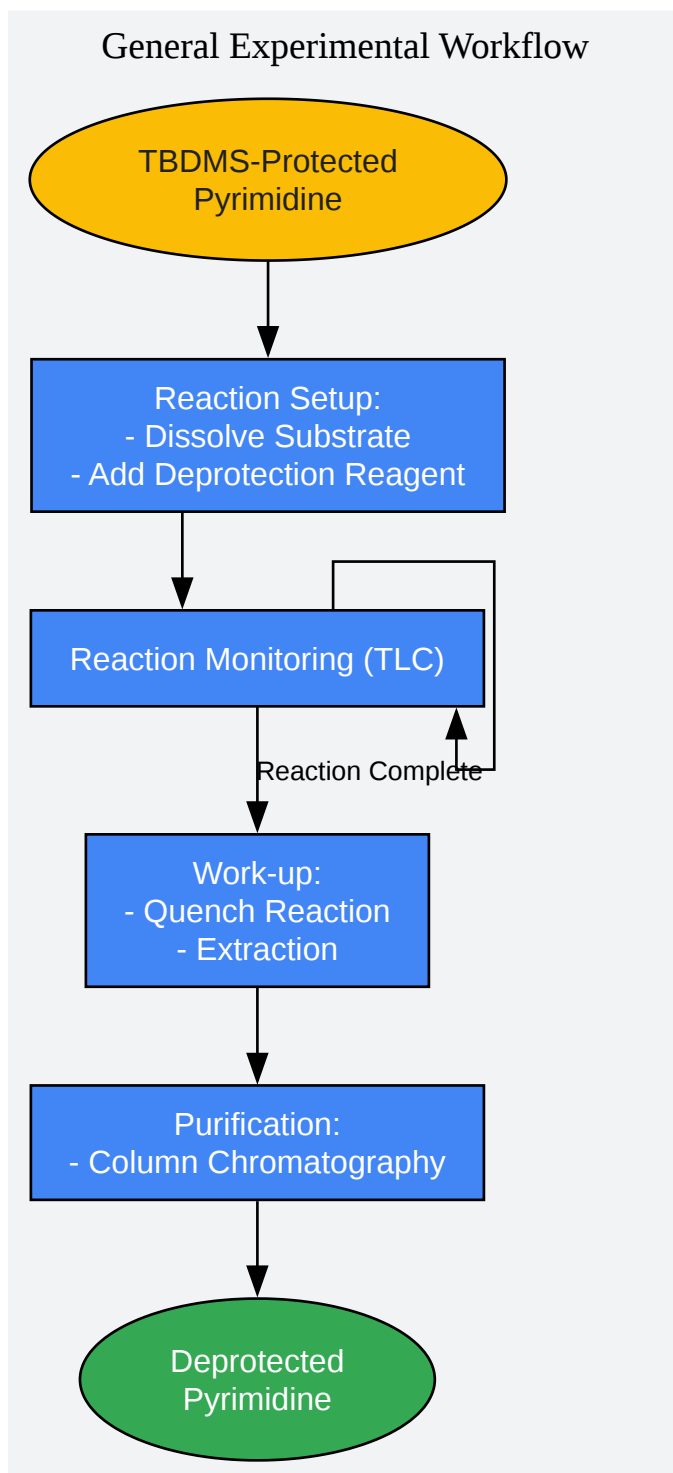 General Experimental Workflow
TBDMS-Protected
Pyrimidine
Reaction Setup:
- Dissolve Substrate
- Add Deprotection Reagent
Reaction Monitoring (TLC)
Reaction Complete
Work-up:
- Quench Reaction
- Extraction
Purification:
- Column Chromatography
Deprotected
Pyrimidine